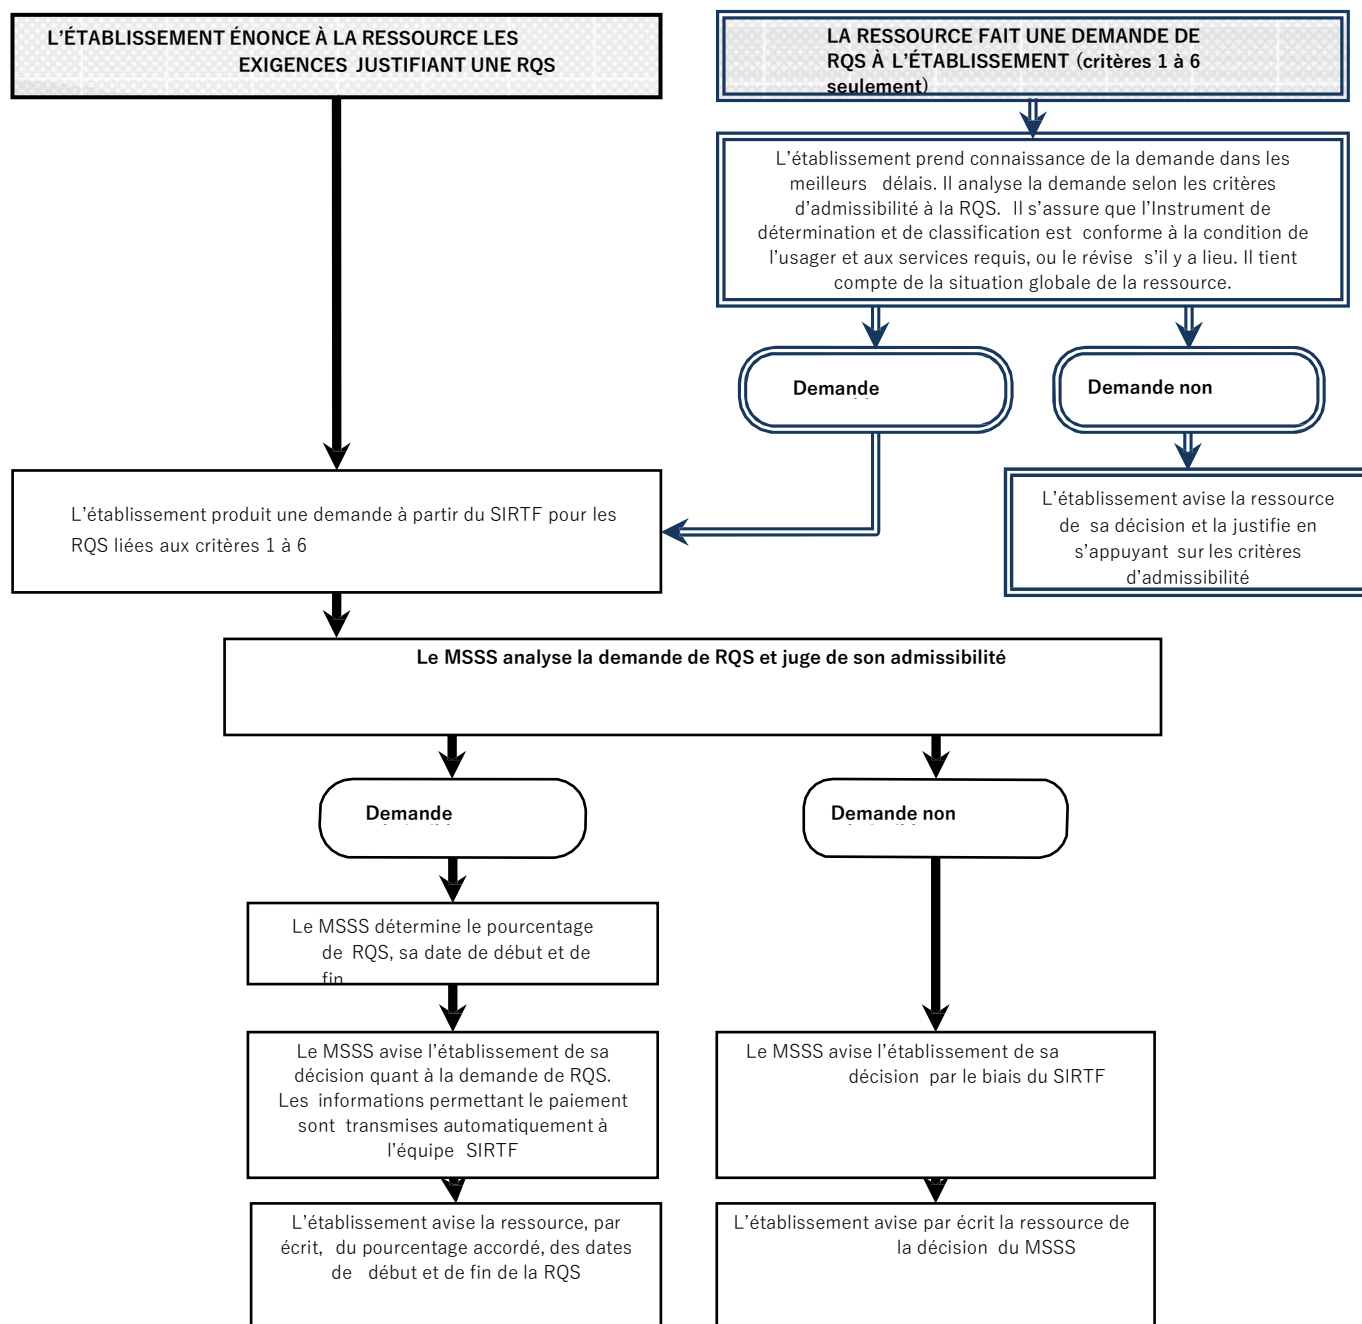 L'ÉTABLISSEMENT ÉNONCE À LA RESSOURCE LES
EXIGENCES JUSTIFIANT UNE RQS
LA RESSOURCE FAIT UNE DEMANDE DE
RQS À L'ÉTABLISSEMENT (critères 1 à 6
seulement)
L'établissement prend connaissance de la demande dans les
meilleurs délais. Il analyse la demande selon les critères
d'admissibilité à la RQS. Il s'assure que l'Instrument de
détermination et de classification est conforme à la condition de
l'usager et aux services requis, ou le révise s'il y a lieu. Il tient
compte de la situation globale de la ressource.
Demande
Demande non
L'établissement avise la ressource
de sa décision et la justifie en
s'appuyant sur les critères
d'admissibilité
L'établissement produit une demande à partir du SIRTF pour les
RQS liées aux critères 1 à 6
Le MSSS analyse la demande de RQS et juge de son admissibilité
Demande
Demande non
Le MSSS détermine le pourcentage
de RQS, sa date de début et de
fin
Le MSSS avise l'établissement de sa
décision quant à la demande de RQS.
Les informations permettant le paiement
sont transmises automatiquement à
l'équipe SIRTF
Le MSSS avise l'établissement de sa
décision par le biais du SIRTF
L'établissement avise la ressource, par
écrit, du pourcentage accordé, des dates
de début et de fin de la RQS
L'établissement avise par écrit la ressource de
la décision du MSSS